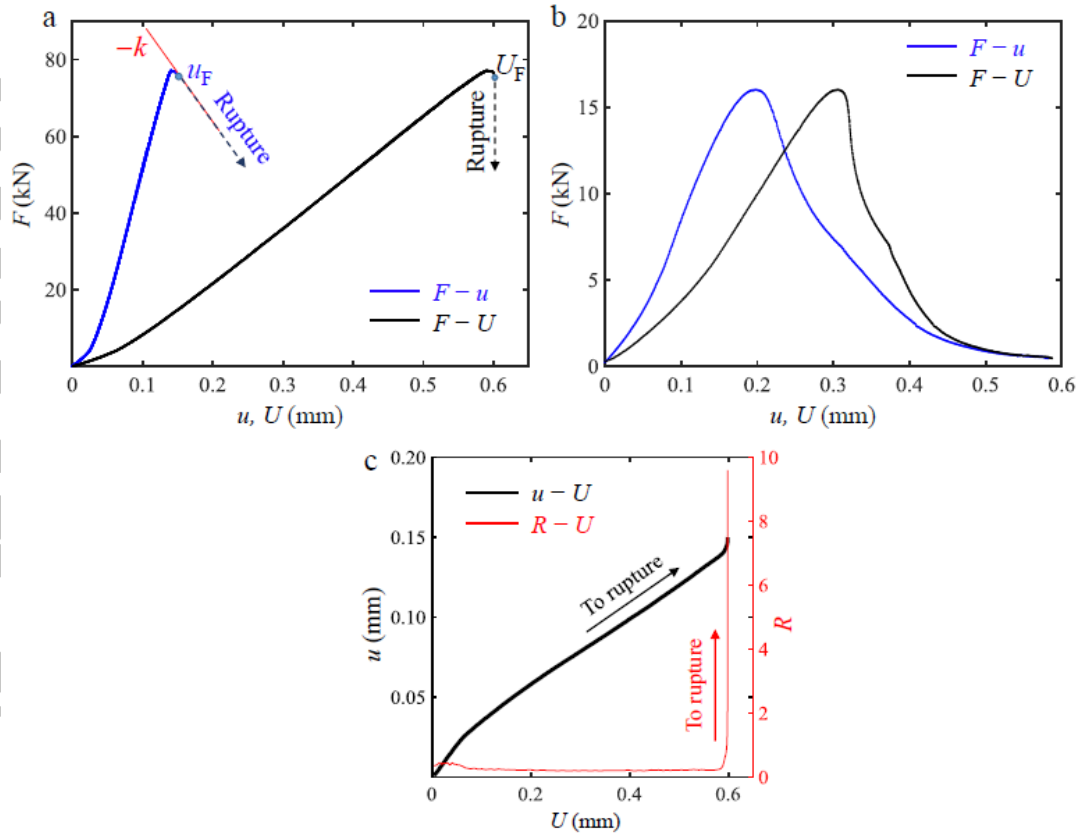 a
−k
u_F
Rupture
U_F
Rupture
F − u
F − U
80
60
40
20
0
0
0.1
0.2
0.3
0.4
0.5
0.6
F (kN)
u, U (mm)
b
F − u
F − U
20
15
10
5
0
0
0.1
0.2
0.3
0.4
0.5
0.6
F (kN)
u, U (mm)
c
u − U
R − U
To rupture
To rupture
0.20
0.15
0.10
0.05
0
0.2
0.4
0.6
10
8
6
4
2
0
u (mm)
R
U (mm)